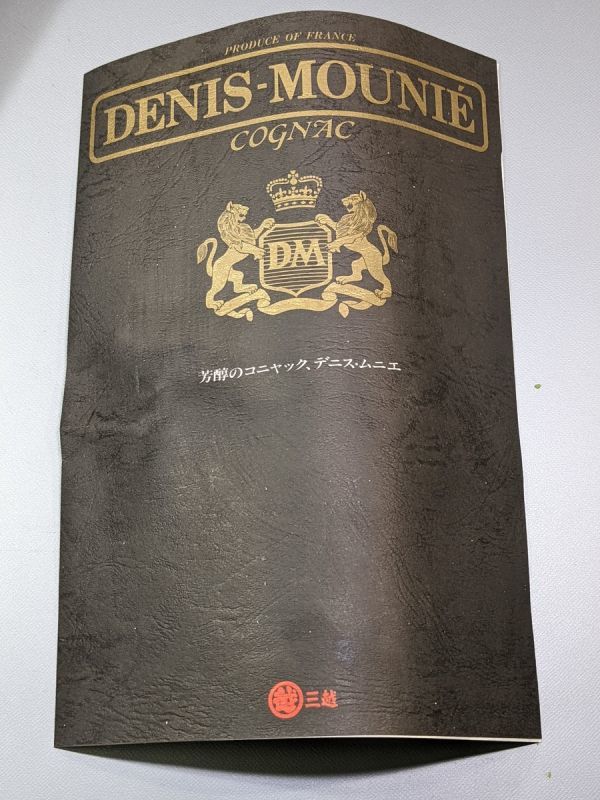 PRODUCE OF FRANCE
DENIS-MOUNIÉ
COGNAC
DM
芳醇のコニャック、デニス・ムニエ
越 三越